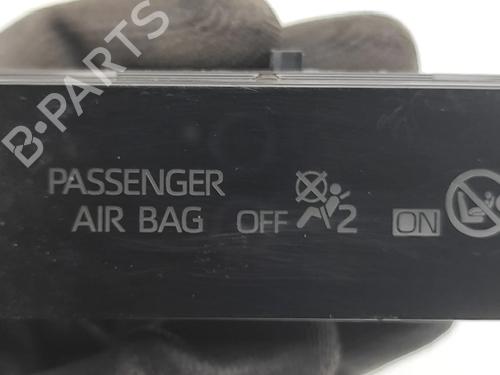 B-PARTS
PASSENGER
AIR BAG OFF 2 ON